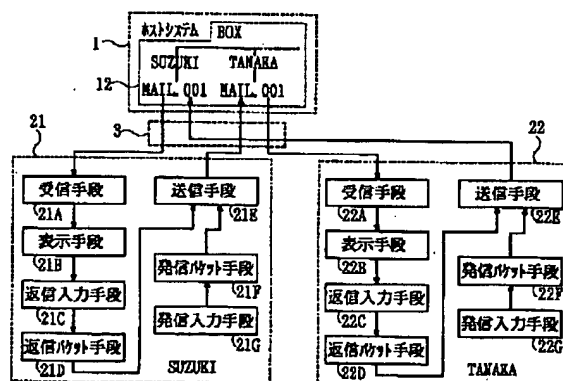 1
ホストシステム
BOX
SUZUKI
TANAKA
12
MAIL.001
MAIL.001
3
21
受信手段
21A
表示手段
21B
返信入力手段
21C
返信パケット手段
21D
送信手段
21E
発信パケット手段
21F
発信入力手段
21G
SUZUKI
22
受信手段
22A
表示手段
22B
返信入力手段
22C
返信パケット手段
22D
送信手段
22E
発信パケット手段
22F
発信入力手段
22G
TANAKA